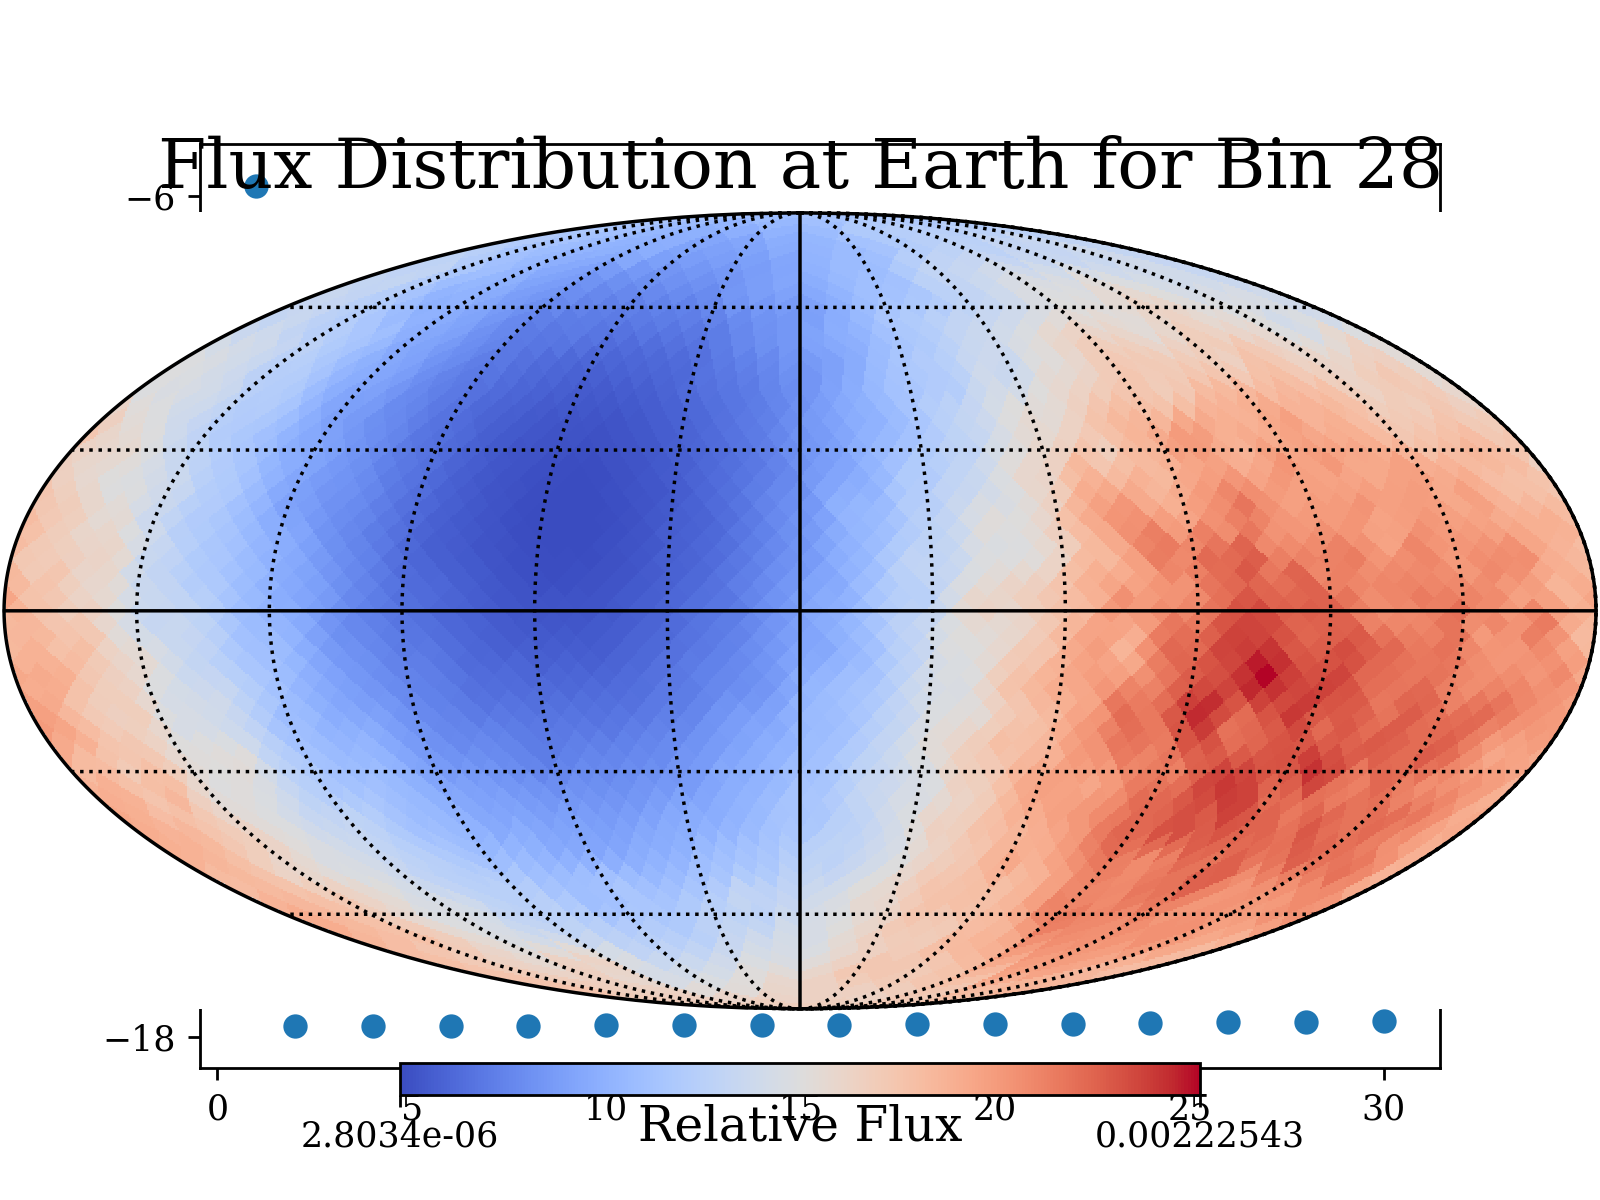 Flux Distribution at Earth for Bin 28
−6
−18
0 5 10 15 20 25 30
Relative Flux
2.8034e-06 0.00222543